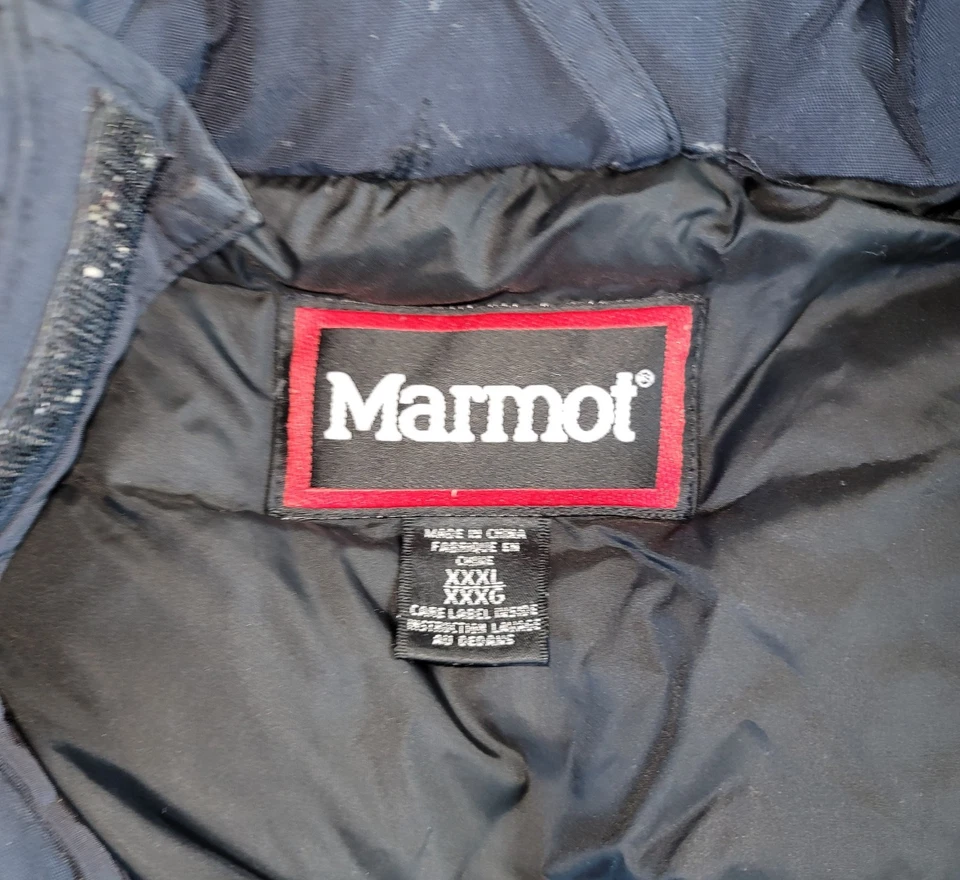 Marmot®
MADE IN CHINA
FABRIQUE EN
CHINE
XXXL
XXXG
CARE LABEL INSIDE
INSTRUCTION LAVAGE
AU DEDANS